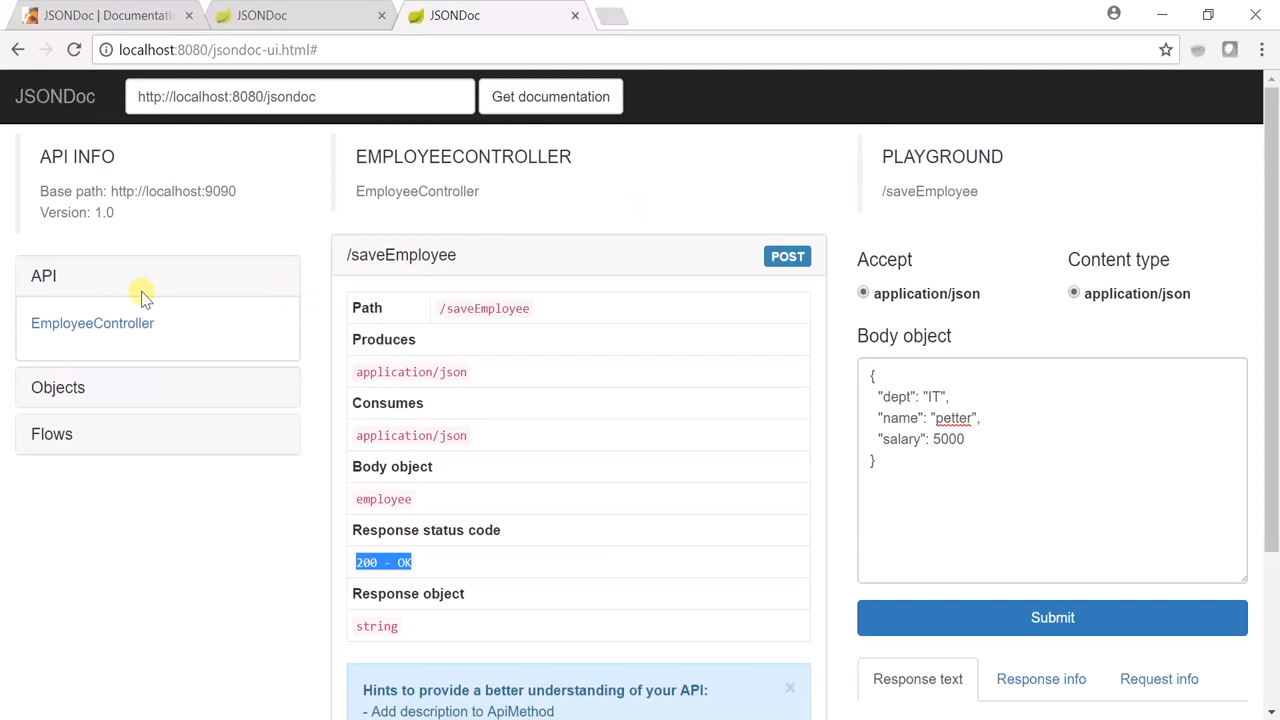 JSONDoc | Documentati
JSONDoc
JSONDoc
localhost:8080/jsondoc-ui.html#
JSONDoc
http://localhost:8080/jsondoc
Get documentation
API INFO
Base path: http://localhost:9090
Version: 1.0
API
EmployeeController
Objects
Flows
EMPLOYEECONTROLLER
EmployeeController
/saveEmployee
POST
Path
/saveEmployee
Produces
application/json
Consumes
application/json
Body object
employee
Response status code
200 - OK
Response object
string
Hints to provide a better understanding of your API:
- Add description to ApiMethod
PLAYGROUND
/saveEmployee
Accept
application/json
Content type
application/json
Body object
{
"dept": "IT",
"name": "petter",
"salary": 5000
}
Submit
Response text
Response info
Request info